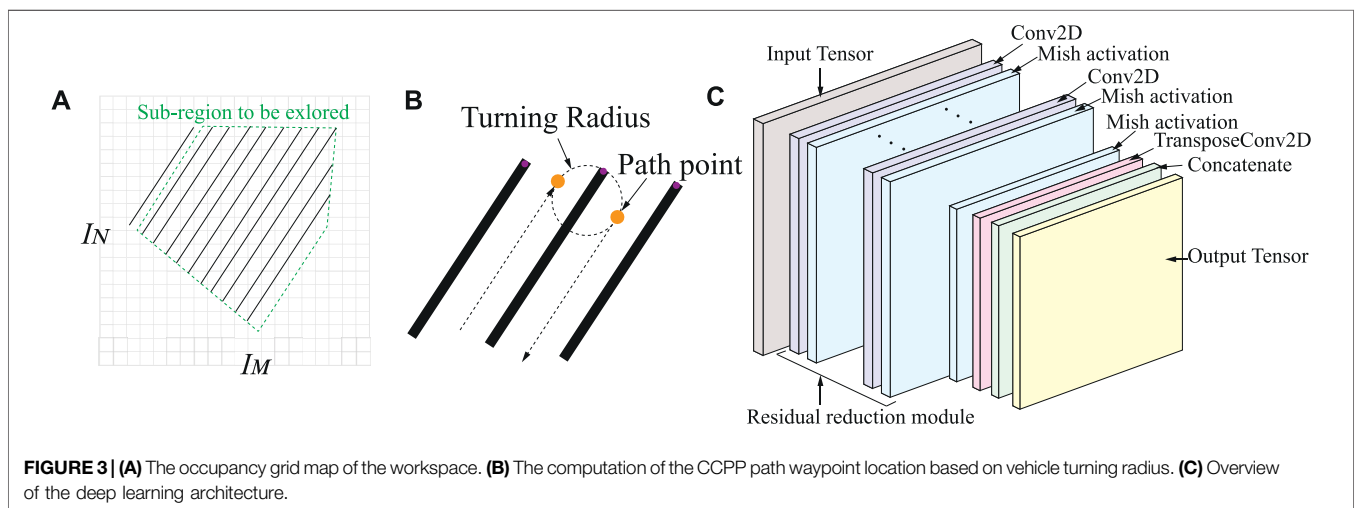 A
Sub-region to be exlored
IN
IM
B
Turning Radius
Path point
C
Input Tensor
Conv2D
Mish activation
Conv2D
Mish activation
Mish activation
TransposeConv2D
Concatenate
Output Tensor
Residual reduction module
FIGURE 3 | (A) The occupancy grid map of the workspace. (B) The computation of the CCPP path waypoint location based on vehicle turning radius. (C) Overview
of the deep learning architecture.